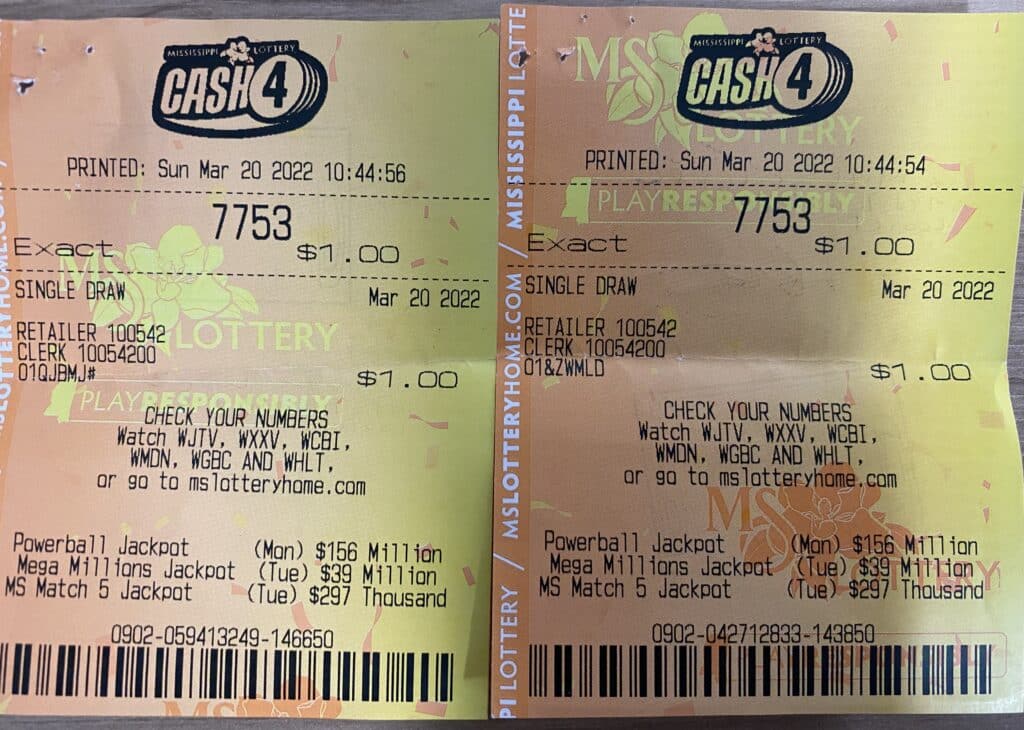 MISSISSIPPI LOTTERY
CASH 4
PRINTED: Sun Mar 20 2022 10:44:56
7753
Exact $1.00
SINGLE DRAW Mar 20 2022
RETAILER 100542
CLERK 10054200
01QJBMJ#
$1.00
CHECK YOUR NUMBERS
Watch WJTV, WXXV, WCBI,
WMDN, WGBC AND WHLT,
or go to mslotteryhome.com
Powerball Jackpot (Mon) $156 Million
Mega Millions Jackpot (Tue) $39 Million
MS Match 5 Jackpot (Tue) $297 Thousand
0902-059413249-146650
MS LOTTERY
PLAY RESPONSIBLY
MISSISSIPPI LOTTERY
CASH 4
PRINTED: Sun Mar 20 2022 10:44:54
7753
Exact $1.00
SINGLE DRAW Mar 20 2022
RETAILER 100542
CLERK 10054200
01&ZWMLD
$1.00
CHECK YOUR NUMBERS
Watch WJTV, WXXV, WCBI,
WMDN, WGBC AND WHLT,
or go to mslotteryhome.com
Powerball Jackpot (Mon) $156 Million
Mega Millions Jackpot (Tue) $39 Million
MS Match 5 Jackpot (Tue) $297 Thousand
0902-042712833-143850
MS LOTTERY
PLAY RESPONSIBLY
MS LOTTERY
LOTTERY / MSLOTTERYHOME.COM / MISSISSIPPI LOTTE